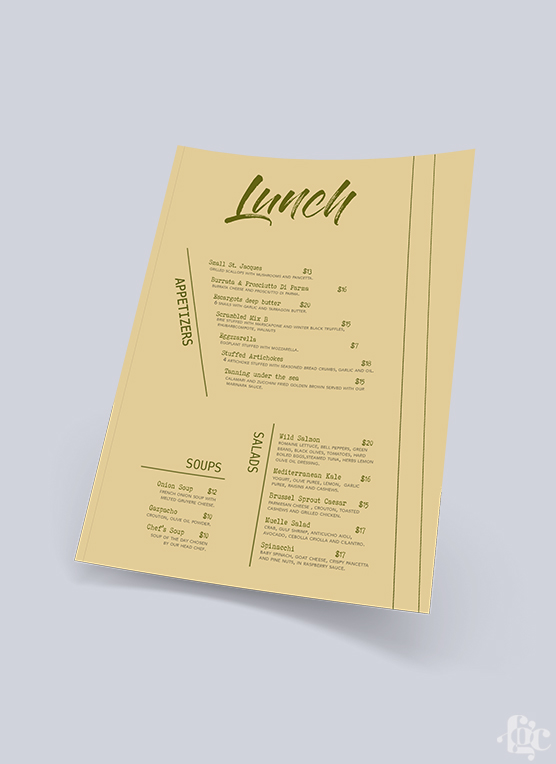 Lunch
APPETIZERS
Small St. Jacques $13
GRILLED SCALLOPS WITH MUSHROOMS AND PANCETTA.
Burrata & Prosciutto Di Parma $16
BURRATA CHEESE AND PROSCIUTTO DI PARMA.
Escargots deep butter $20
6 SNAILS WITH GARLIC AND TARRAGON BUTTER.
Scrambled Mix B $15
BRIE STUFFED WITH MARSCAPONE AND WINTER BLACK TRUFFLES,
RHUBARBCOMPOTE, WALNUTS
Eggzzarella $7
EGGPLANT STUFFED WITH MOZZARELLA.
Stuffed Artichokes $18
4 ARTICHOKE STUFFED WITH SEASONED BREAD CRUMBS, GARLIC AND OIL.
Tanning under the sea $15
CALAMARI AND ZUCCHINI FRIED GOLDEN BROWN SERVED WITH OUR
MARINARA SAUCE.
SOUPS
Onion Soup $12
FRENCH ONION SOUP WITH
MELTED GRUYERE CHEESE.
Gaspacho $10
CROUTON, OLIVE OIL POWDER.
Chef's Soup $10
SOUP OF THE DAY CHOSEN
BY OUR HEAD CHEF.
SALADS
Wild Salmon $20
ROMAINE LETTUCE, BELL PEPPERS, GREEN
BEANS, BLACK OLIVES, TOMATOES, HARD
BOILED EGGS, STEAMED TUNA, HERBS LEMON
OLIVE OIL DRESSING.
Mediterranean Kale $16
YOGURT, OLIVE PUREE, LEMON, GARLIC
PUREE, RAISINS AND CASHEWS.
Brussel Sprout Caesar $15
PARMESAN CHEESE, CROUTON, TOASTED
CASHEWS AND GRILLED CHICKEN.
Muelle Salad $17
CRAB, GULF SHRIMP, ANTICUCHO AIOLI,
AVOCADO, CEBOLLA CRIOLLA AND CILANTRO.
Spinacchi $17
BABY SPINACH, GOAT CHEESE, CRISPY PANCETTA
AND PINE NUTS, IN RASPBERRY SAUCE.